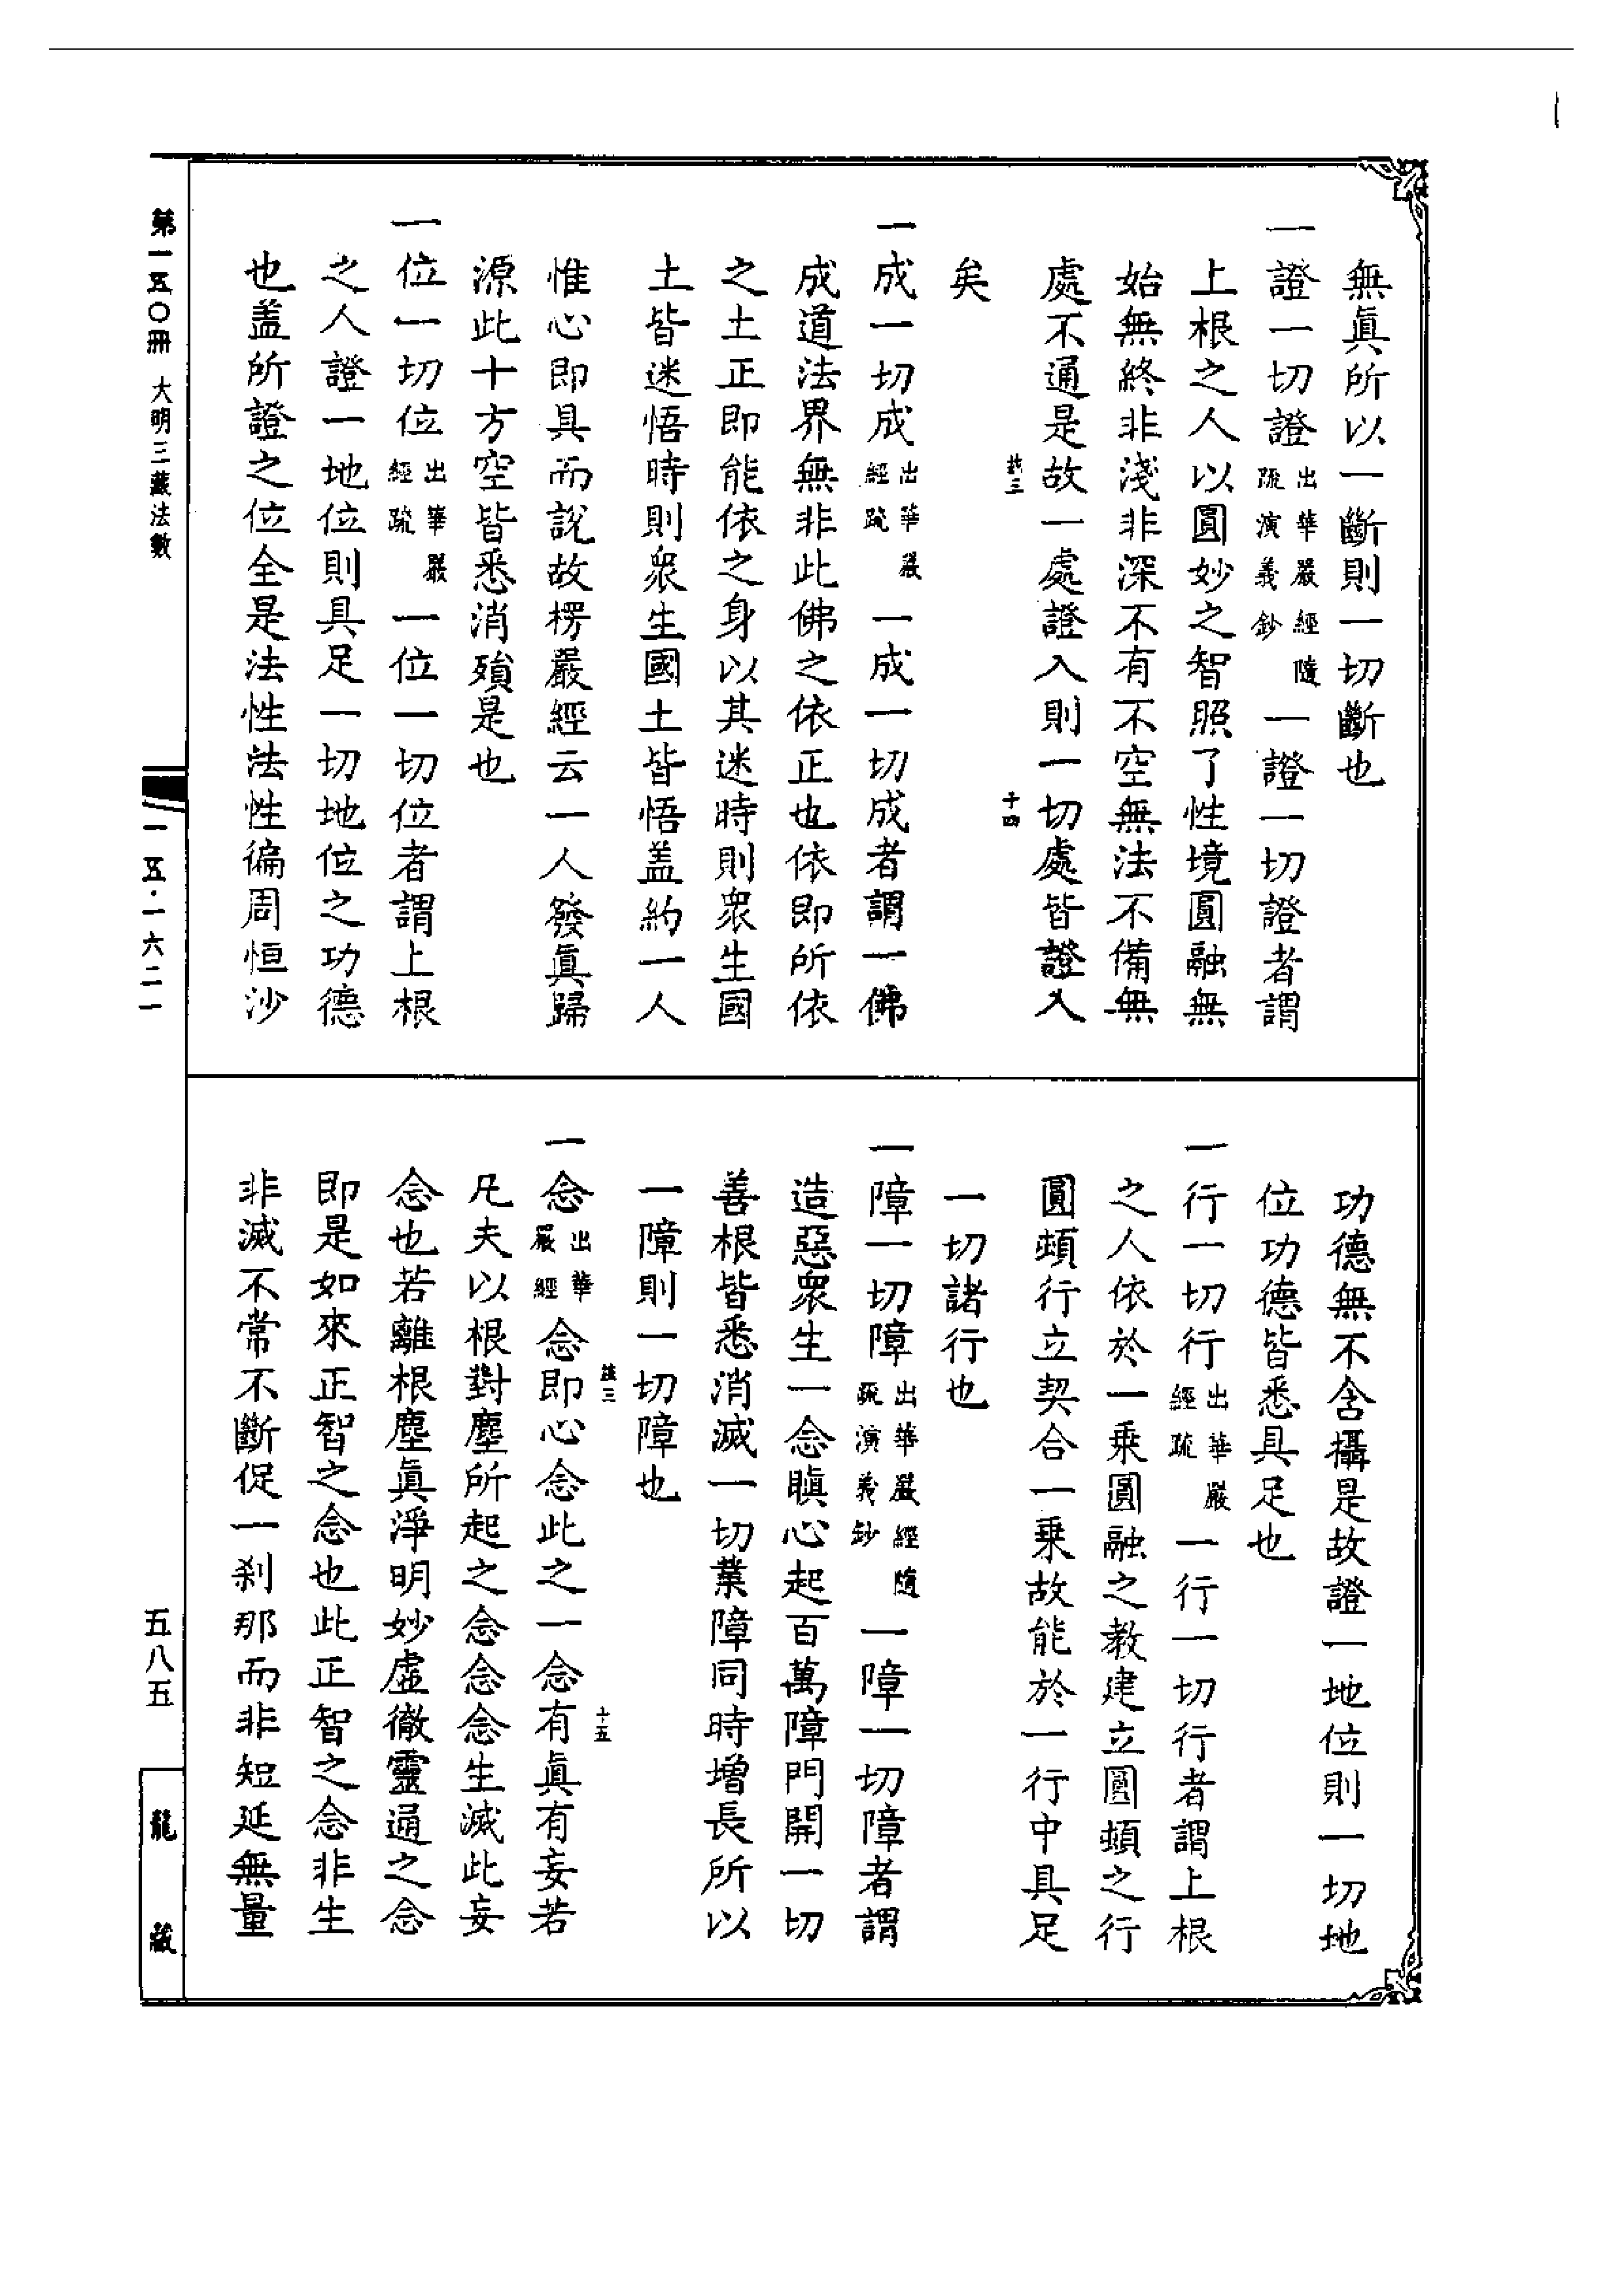 無眞所以一斷則一切斷也
一證一切證出華嚴經隨疏演義鈔一證一切證者謂
上根之人以圓妙之智照了性境圓融無
始無終非淺非深不有不空無法不備無
處不通是故一處證入則一切處皆證入
十四
矣
一成一切成出華嚴經疏一成一切成者謂一佛
成道法界無非此佛之依正也依即所依
之土正即能依之身以其迷時則衆生國
土皆迷悟時則衆生國土皆悟盖約一人
惟心即具而說故楞嚴經云一人發眞歸
源此十方空皆悉消殞是也
一位一切位出華嚴經疏一位一切位者謂上根
之人證一地位則具足一切地位之功德
也盖所證之位全是法性法性徧周恒沙
功德無不含攝是故證一地位則一切地
位功德皆悉具足也
一行一切行出華嚴經疏一行一切行者謂上根
之人依於一乗圓融之教建立圓頓之行
圓頓行立契合一乗故能於一行中具足
一切諸行也
一障一切障出華嚴經隨疏演義鈔一障一切障者謂
造惡衆生一念瞋心起百萬障門開一切
善根皆悉消滅一切業障同時增長所以
一障則一切障也
十五
一念出華嚴經念即心念此之一念有眞有妄若
凡夫以根對塵所起之念念念生滅此妄
念也若離根塵眞淨明妙虛徹靈通之念
即是如來正智之念也此正智之念非生
非滅不常不斷促一刹那而非短延無量
第一五〇冊 大明三藏法數
一五·一六二一
五八五
龍藏